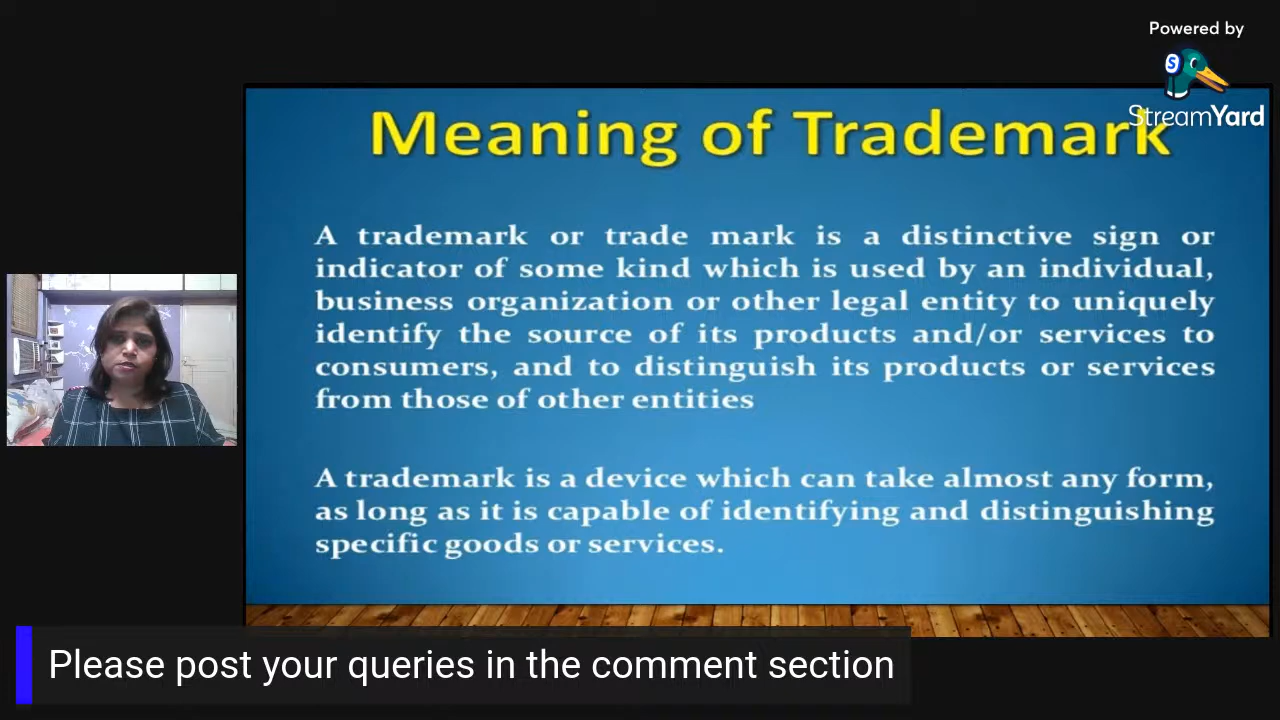 Powered by
StreamYard
Meaning of Trademark
A trademark or trade mark is a distinctive sign or
indicator of some kind which is used by an individual,
business organization or other legal entity to uniquely
identify the source of its products and/or services to
consumers, and to distinguish its products or services
from those of other entities
A trademark is a device which can take almost any form,
as long as it is capable of identifying and distinguishing
specific goods or services.
Please post your queries in the comment section